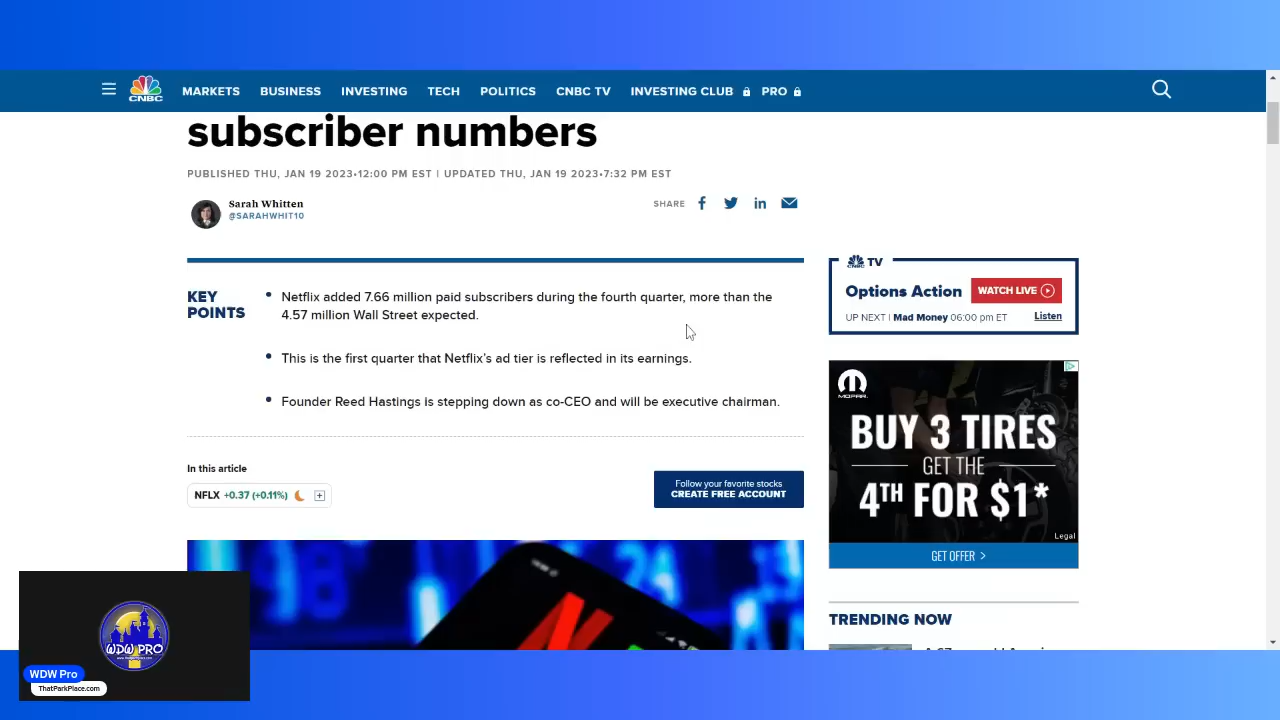 CNBC
MARKETS
BUSINESS
INVESTING
TECH
POLITICS
CNBC TV
INVESTING CLUB
PRO
subscriber numbers
PUBLISHED THU, JAN 19 2023•12:00 PM EST | UPDATED THU, JAN 19 2023•7:32 PM EST
Sarah Whitten
@SARAHWHIT10
SHARE
KEY
POINTS
• Netflix added 7.66 million paid subscribers during the fourth quarter, more than the
4.57 million Wall Street expected.
• This is the first quarter that Netflix's ad tier is reflected in its earnings.
• Founder Reed Hastings is stepping down as co-CEO and will be executive chairman.
In this article
NFLX +0.37 (+0.11%)
Follow your favorite stocks
CREATE FREE ACCOUNT
TV
Options Action
WATCH LIVE
UP NEXT | Mad Money 06:00 pm ET
Listen
MOPAR
BUY 3 TIRES
GET THE
4TH FOR $1*
Legal
GET OFFER >
TRENDING NOW
WDW PRO
WDW Pro
ThatParkPlace.com